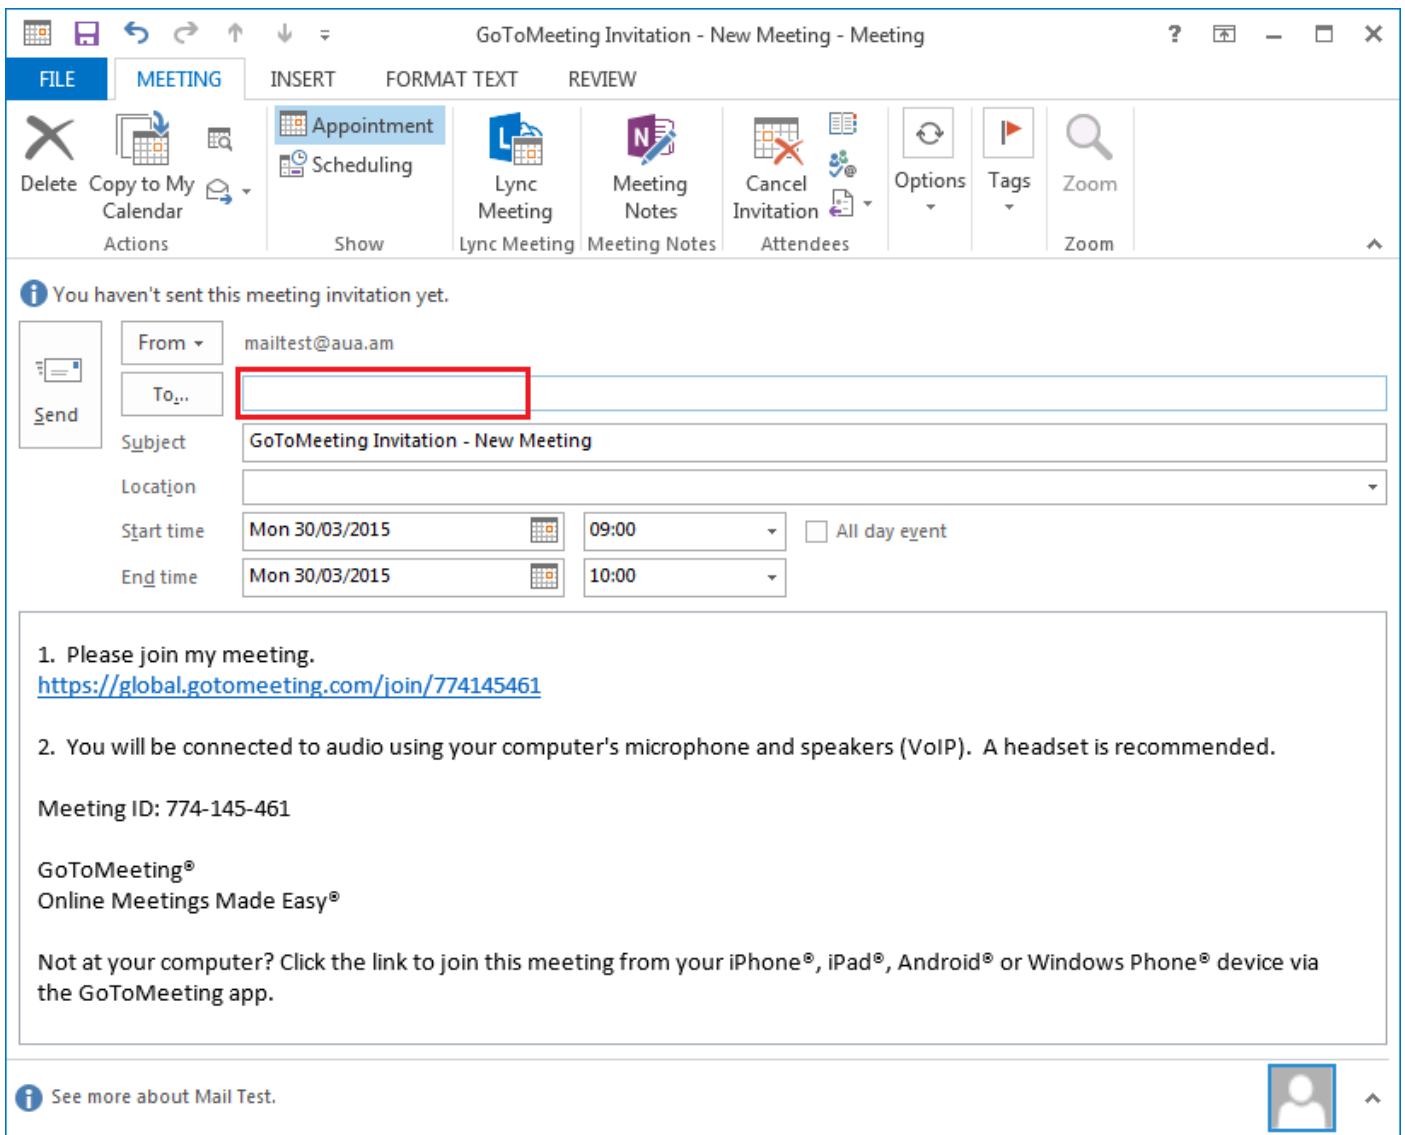 GoToMeeting Invitation - New Meeting - Meeting
?
FILE MEETING INSERT FORMAT TEXT REVIEW
Delete
Copy to My
Calendar
Actions
Appointment
Scheduling
Show
Lync
Meeting
Lync Meeting
Meeting
Notes
Meeting Notes
Cancel
Invitation
Attendees
Options
Tags
Zoom
Zoom
You haven't sent this meeting invitation yet.
Send
From mailtest@aua.am
To...
Subject GoToMeeting Invitation - New Meeting
Location
Start time Mon 30/03/2015 09:00 All day event
End time Mon 30/03/2015 10:00
1. Please join my meeting.
https://global.gotomeeting.com/join/774145461
2. You will be connected to audio using your computer's microphone and speakers (VoIP). A headset is recommended.
Meeting ID: 774-145-461
GoToMeeting®
Online Meetings Made Easy®
Not at your computer? Click the link to join this meeting from your iPhone®, iPad®, Android® or Windows Phone® device via
the GoToMeeting app.
See more about Mail Test.